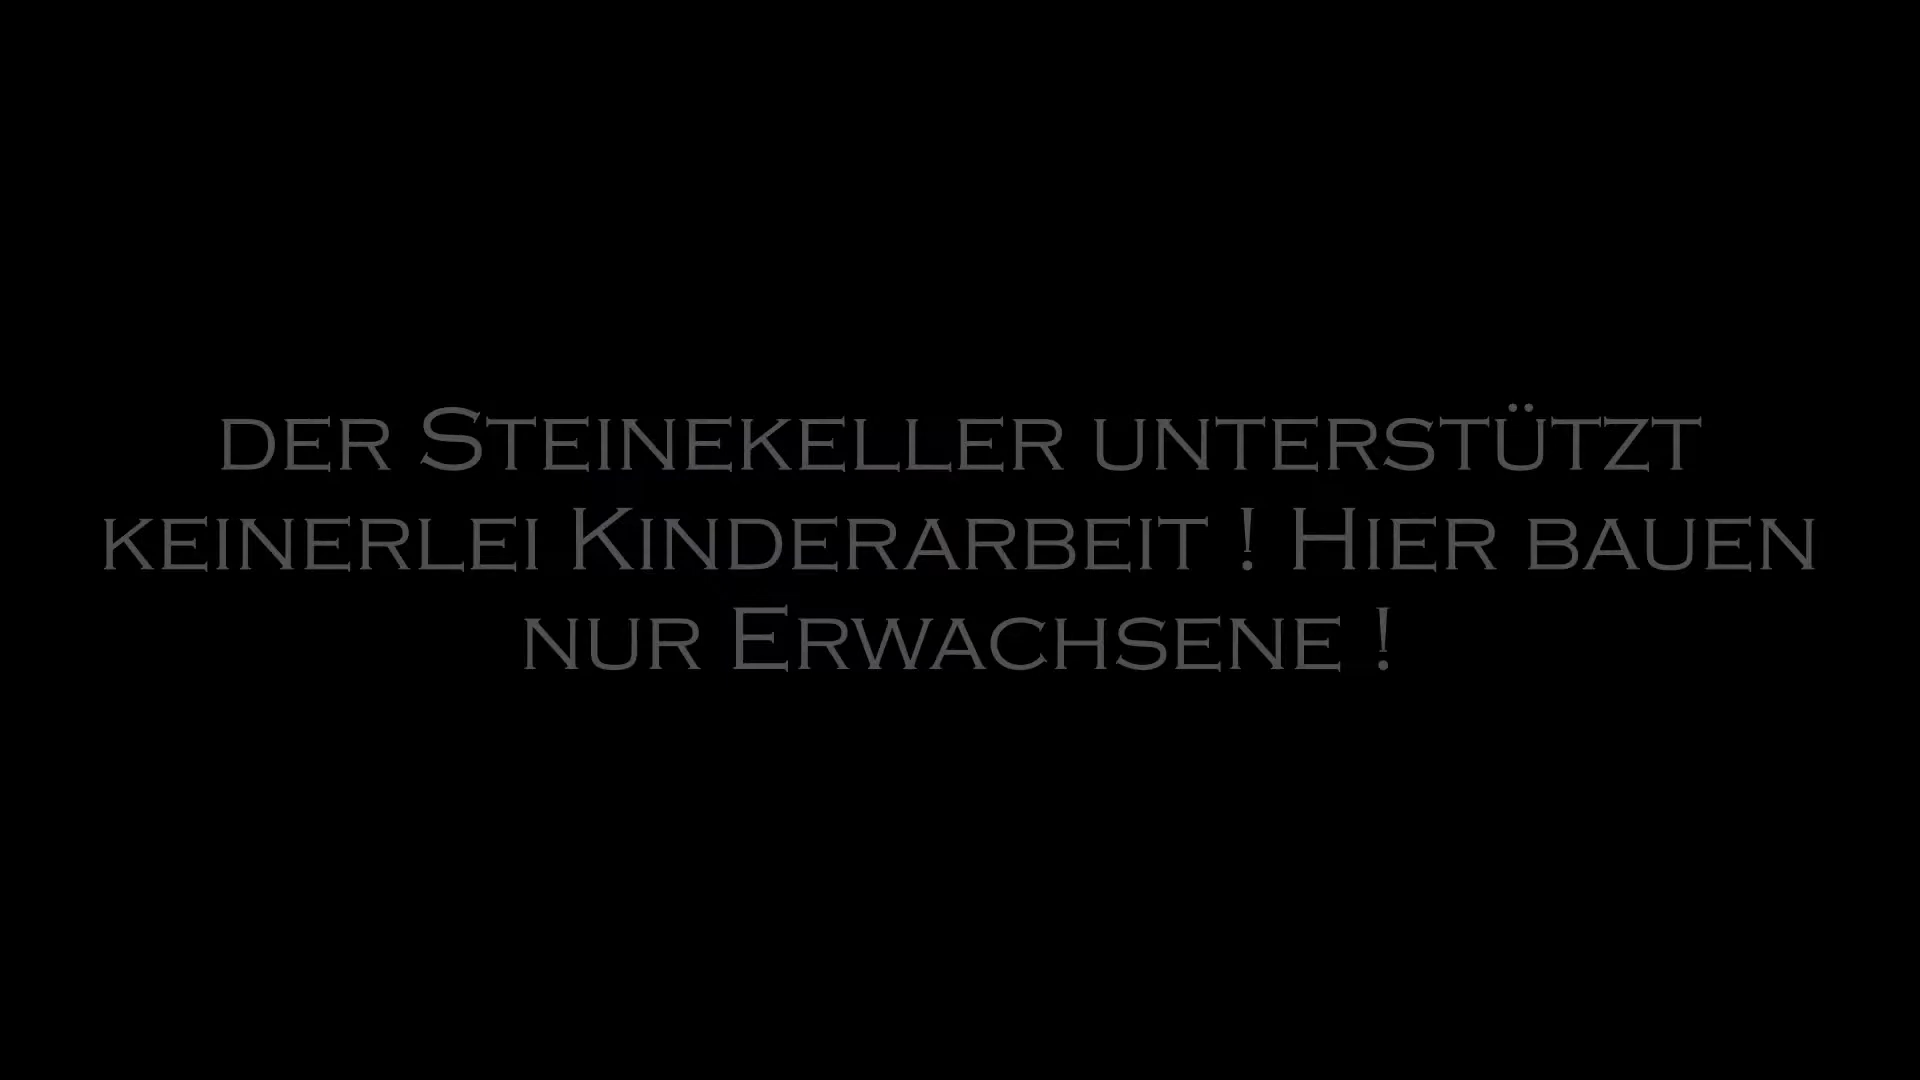 der Steinekeller unterstützt
keinerlei Kinderarbeit ! Hier bauen
nur Erwachsene !